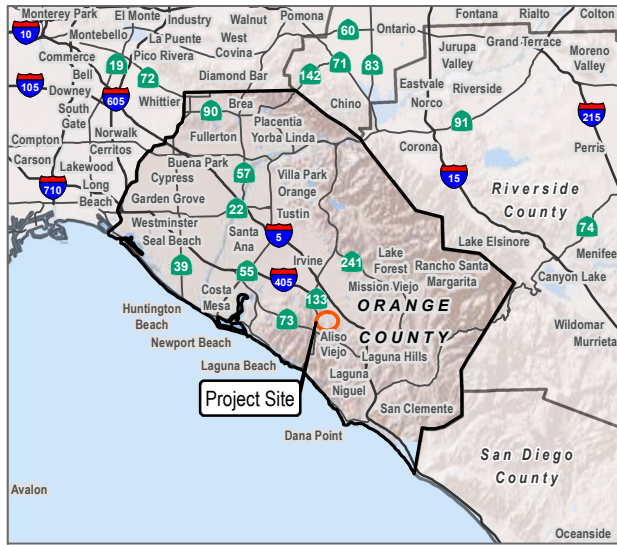 Monterey Park
El Monte
Industry
Walnut
Pomona
Fontana
Rialto
Colton
10
Montebello
La Puente
West
Covina
60
Ontario
Grand Terrace
Commerce
Pico Rivera
Jurupa
Valley
Moreno
Valley
Bell
19
72
Diamond Bar
142
71
83
105
Downey
Whittier
605
South
Gate
Brea
Chino
Eastvale
Norco
Riverside
90
Placentia
215
Compton
Norwalk
Fullerton
Yorba Linda
91
Carson
Cerritos
Corona
Perris
Lakewood
Buena Park
57
Villa Park
15
710
Long
Beach
Cypress
Orange
Riverside
County
Garden Grove
22
Tustin
Westminster
Santa
Ana
5
74
Seal Beach
Lake Elsinore
Menifee
39
55
Irvine
241
Lake
Forest
Rancho Santa
Margarita
Canyon Lake
405
Mission Viejo
Costa
Mesa
133
ORANGE
COUNTY
Huntington
Beach
73
Wildomar
Newport Beach
Aliso
Viejo
Murrieta
Laguna Beach
Laguna Hills
Laguna
Niguel
Project Site
San Clemente
Dana Point
San Diego
County
Avalon
Oceanside